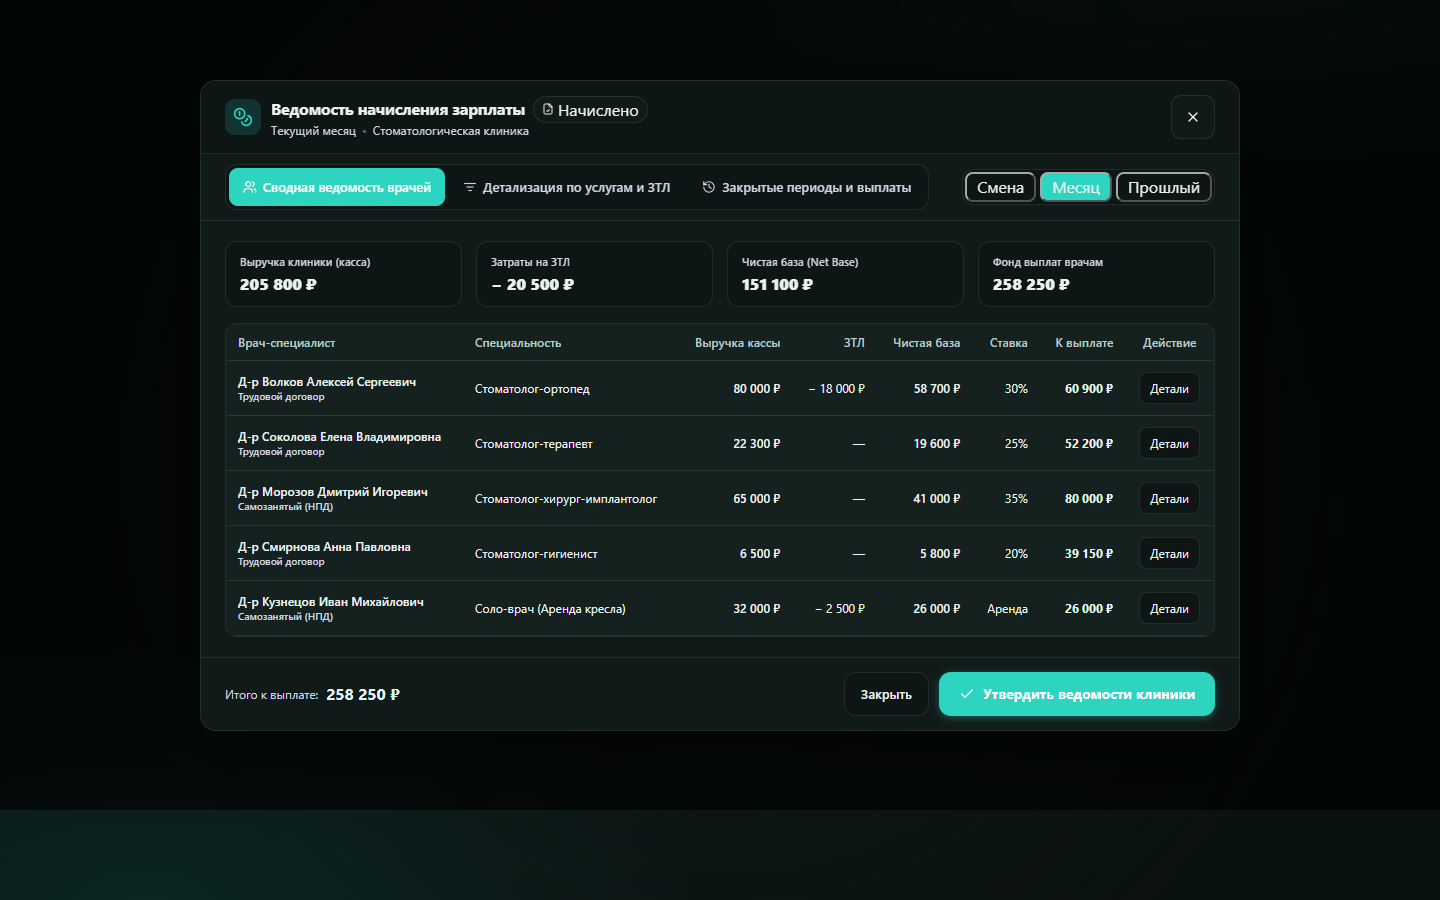 Ведомость начисления зарплаты Начислено
Текущий месяц • Стоматологическая клиника
Сводная ведомость врачей Детализация по услугам и ЗТЛ Закрытые периоды и выплаты Смена Месяц Прошлый
Выручка клиники (касса) Затраты на ЗТЛ Чистая база (Net Base) Фонд выплат врачам
205 800 ₽ − 20 500 ₽ 151 100 ₽ 258 250 ₽
Врач-специалист Специальность Выручка кассы ЗТЛ Чистая база Ставка К выплате Действие
Д-р Волков Алексей Сергеевич Стоматолог-ортопед 80 000 ₽ − 18 000 ₽ 58 700 ₽ 30% 60 900 ₽ Детали
Трудовой договор
Д-р Соколова Елена Владимировна Стоматолог-терапевт 22 300 ₽ — 19 600 ₽ 25% 52 200 ₽ Детали
Трудовой договор
Д-р Морозов Дмитрий Игоревич Стоматолог-хирург-имплантолог 65 000 ₽ — 41 000 ₽ 35% 80 000 ₽ Детали
Самозанятый (НПД)
Д-р Смирнова Анна Павловна Стоматолог-гигиенист 6 500 ₽ — 5 800 ₽ 20% 39 150 ₽ Детали
Трудовой договор
Д-р Кузнецов Иван Михайлович Соло-врач (Аренда кресла) 32 000 ₽ − 2 500 ₽ 26 000 ₽ Аренда 26 000 ₽ Детали
Самозанятый (НПД)
Итого к выплате: 258 250 ₽ Закрыть Утвердить ведомости клиники